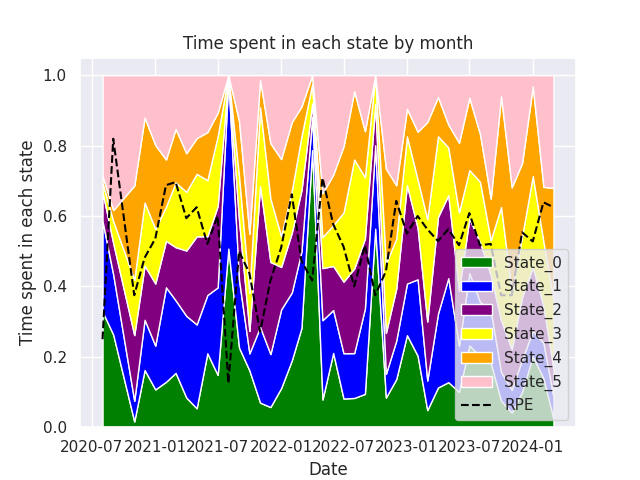 Time spent in each state by month
Time spent in each state
1.0
0.8
0.6
0.4
0.2
0.0
State_0
State_1
State_2
State_3
State_4
State_5
RPE
2020-07
2021-01
2021-07
2022-01
2022-07
2023-01
2023-07
2024-01
Date